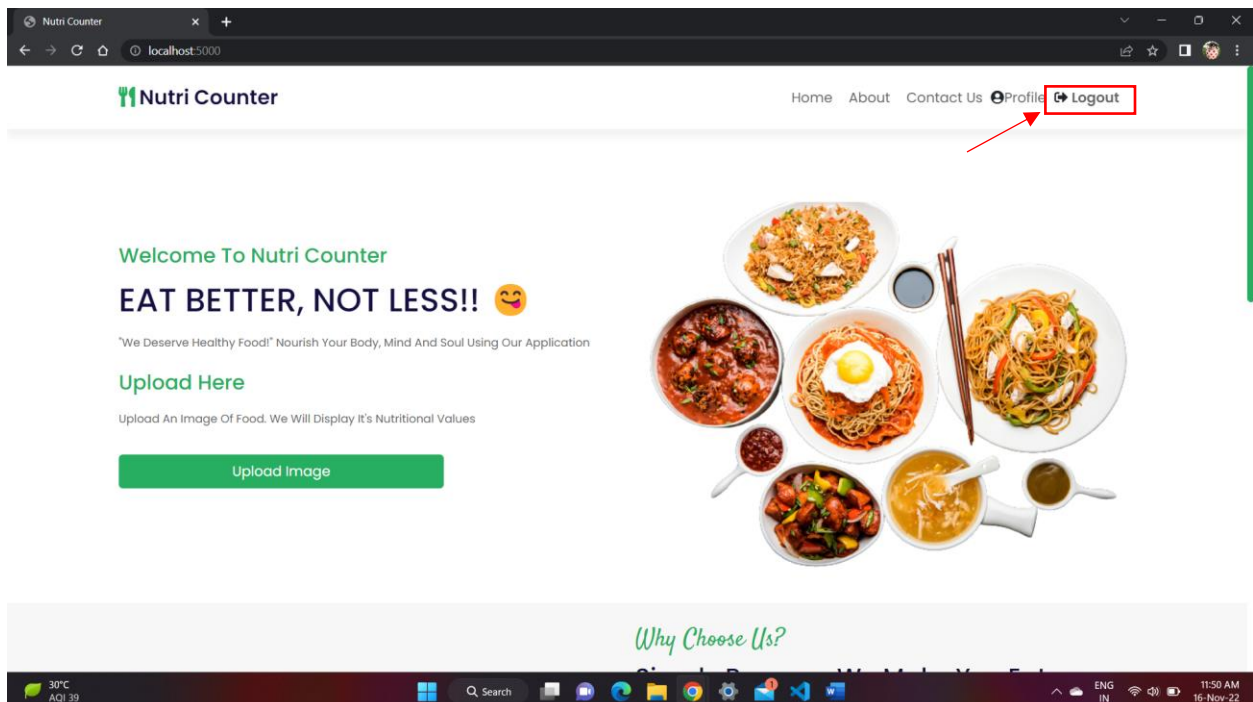 Nutri Counter
localhost:5000
Nutri Counter
Home About Contact Us Profile Logout
Welcome To Nutri Counter
EAT BETTER, NOT LESS!! 😋
"We Deserve Healthy Food!" Nourish Your Body, Mind And Soul Using Our Application
Upload Here
Upload An Image Of Food. We Will Display It's Nutritional Values
Upload Image
Why Choose Us?
30°C
AQI 39
Search
1
ENG
IN
11:50 AM
16-Nov-22